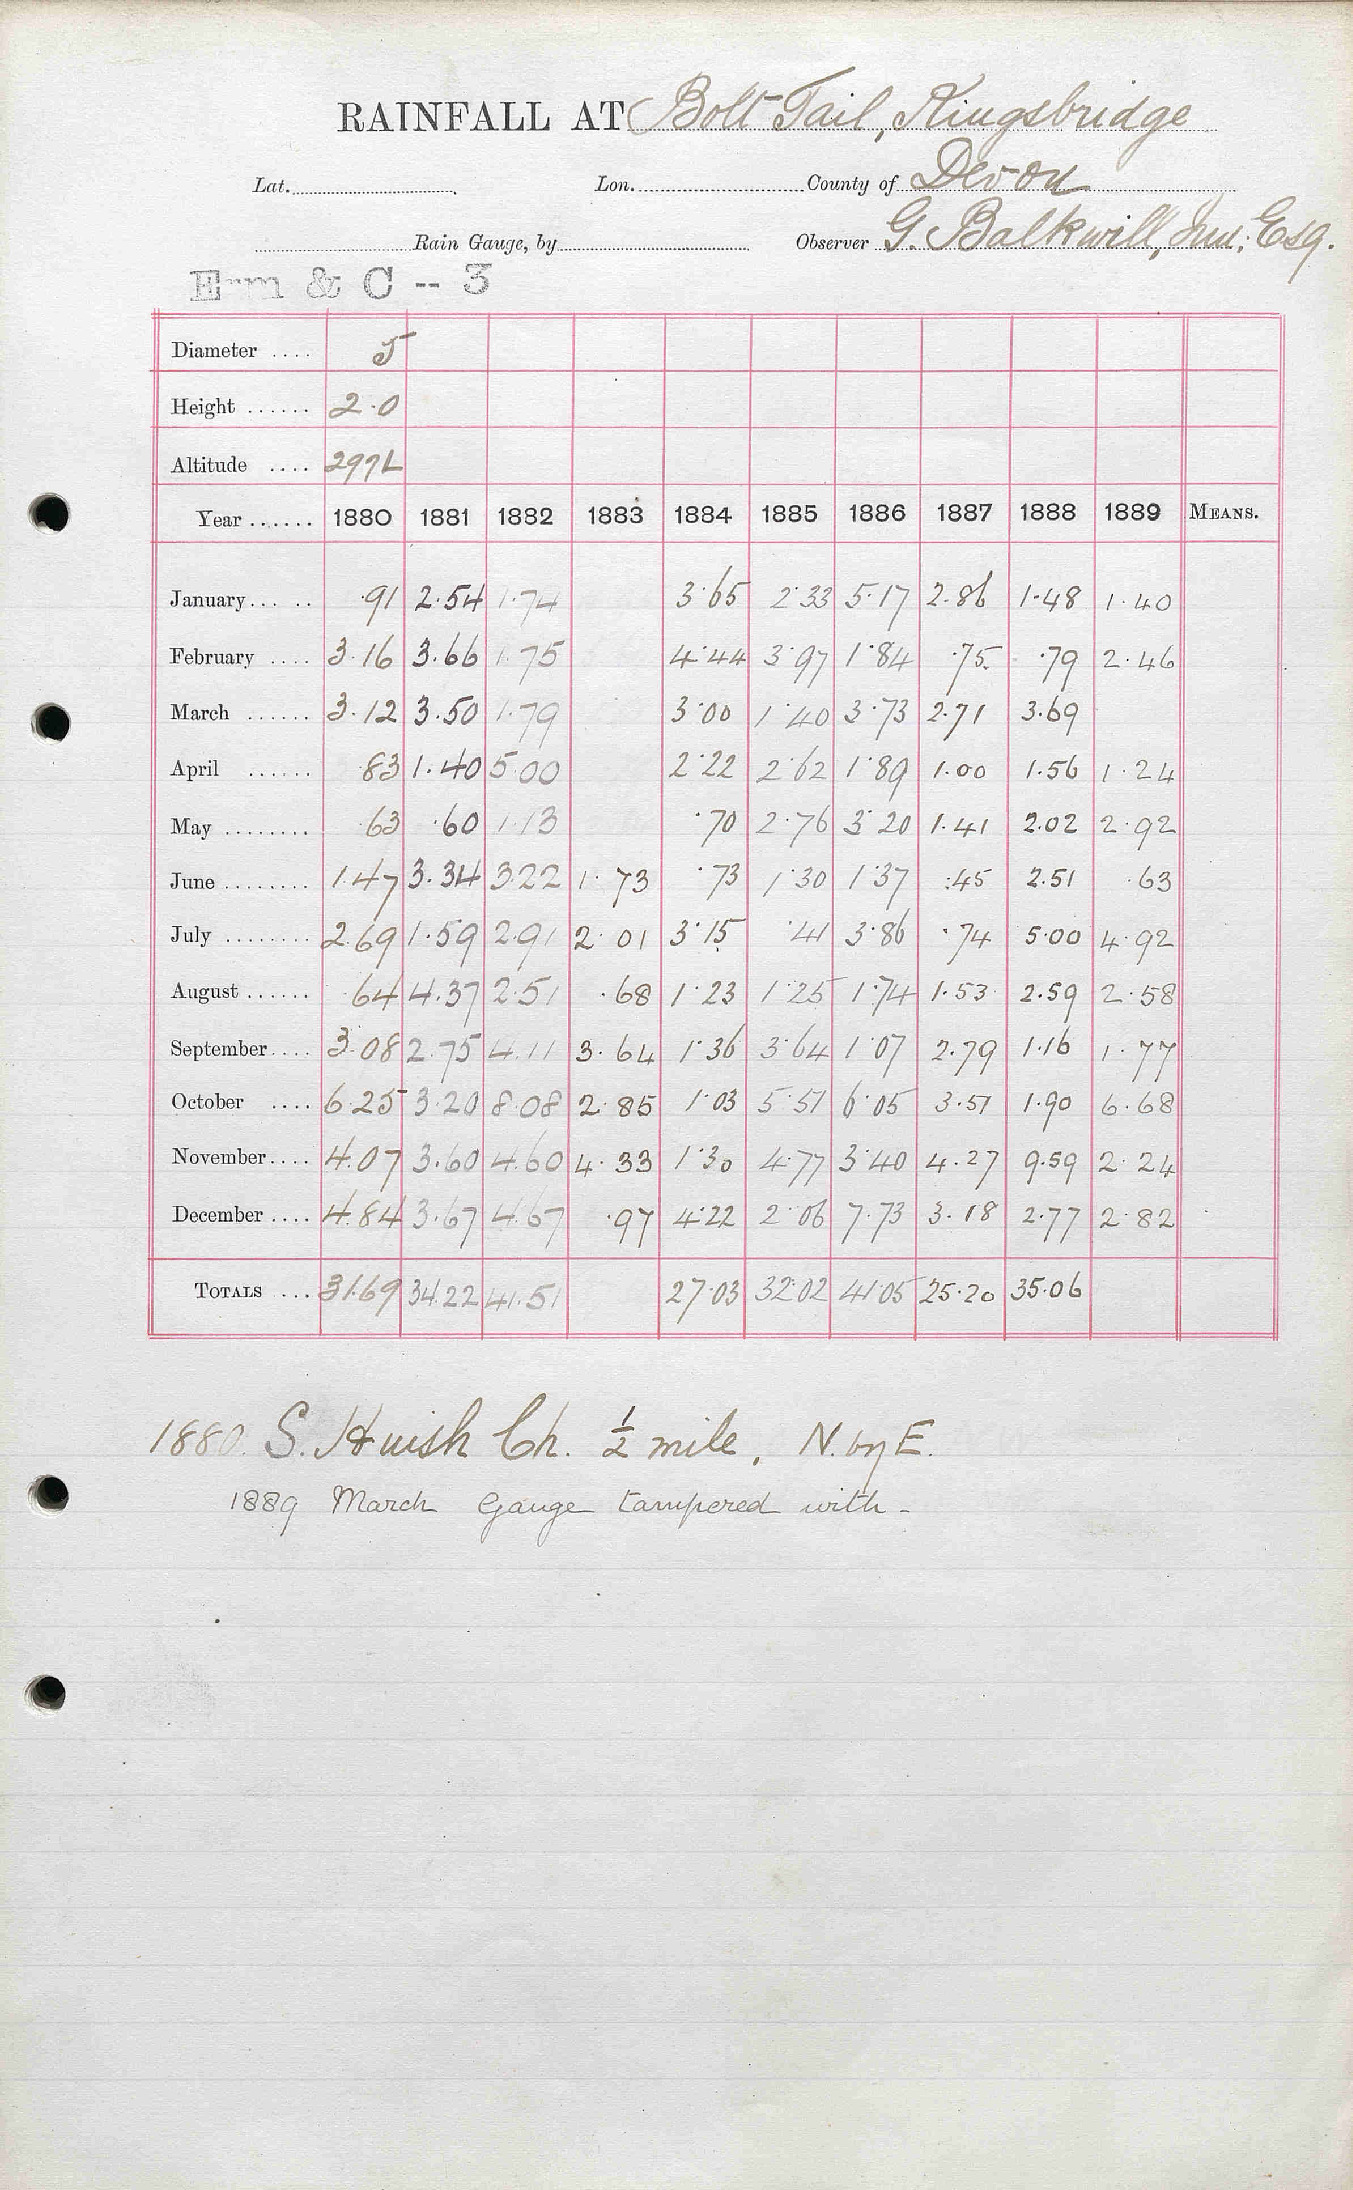 RAINFALL AT Bolt Tail, Kingsbridge
Lat. Lon. County of Devon
Rain Gauge, by Observer G. Balkwill, Jun. Esq.
Erm & C -- 3
Diameter .... 5
Height ...... 2.0
Altitude .... 297L
Year ...... 1880 1881 1882 1883 1884 1885 1886 1887 1888 1889 MEANS.
January... .. .91 2.54 1.74 3.65 2.33 5.17 2.86 1.48 1.40
February .... 3.16 3.66 1.75 4.44 3.97 1.84 .75 .79 2.46
March ...... 3.12 3.50 1.79 3.00 1.40 3.73 2.71 3.69
April ...... .83 1.40 5.00 2.22 2.62 1.89 1.00 1.56 1.24
May ........ .63 .60 1.13 .70 2.76 3.20 1.41 2.02 2.92
June ........ 1.47 3.34 3.22 1.73 .73 1.30 1.37 .45 2.51 .63
July ........ 2.69 1.59 2.91 2.01 3.15 .41 3.86 .74 5.00 4.92
August ...... .64 4.37 2.51 .68 1.23 1.25 1.74 1.53 2.59 2.58
September.... 3.08 2.75 4.11 3.64 1.36 3.64 1.07 2.79 1.16 1.77
October .... 6.25 3.20 8.08 2.85 1.03 5.51 6.05 3.51 1.90 6.68
November.... 4.07 3.60 4.60 4.33 1.30 4.77 3.40 4.27 9.59 2.24
December .... 4.84 3.67 4.67 .97 4.22 2.06 7.73 3.18 2.77 2.82
TOTALS ... 31.69 34.22 41.51 27.03 32.02 41.05 25.20 35.06
1880. S. Huish Ch. ½ mile, N. by E.
1889 March Gauge tampered with -